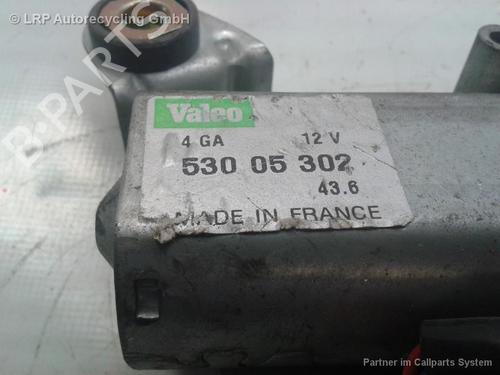 © LRP Autorecycling GmbH
Valeo
4 GA 12 V
530 05 302
43.6
MADE IN FRANCE
Partner im Callparts System